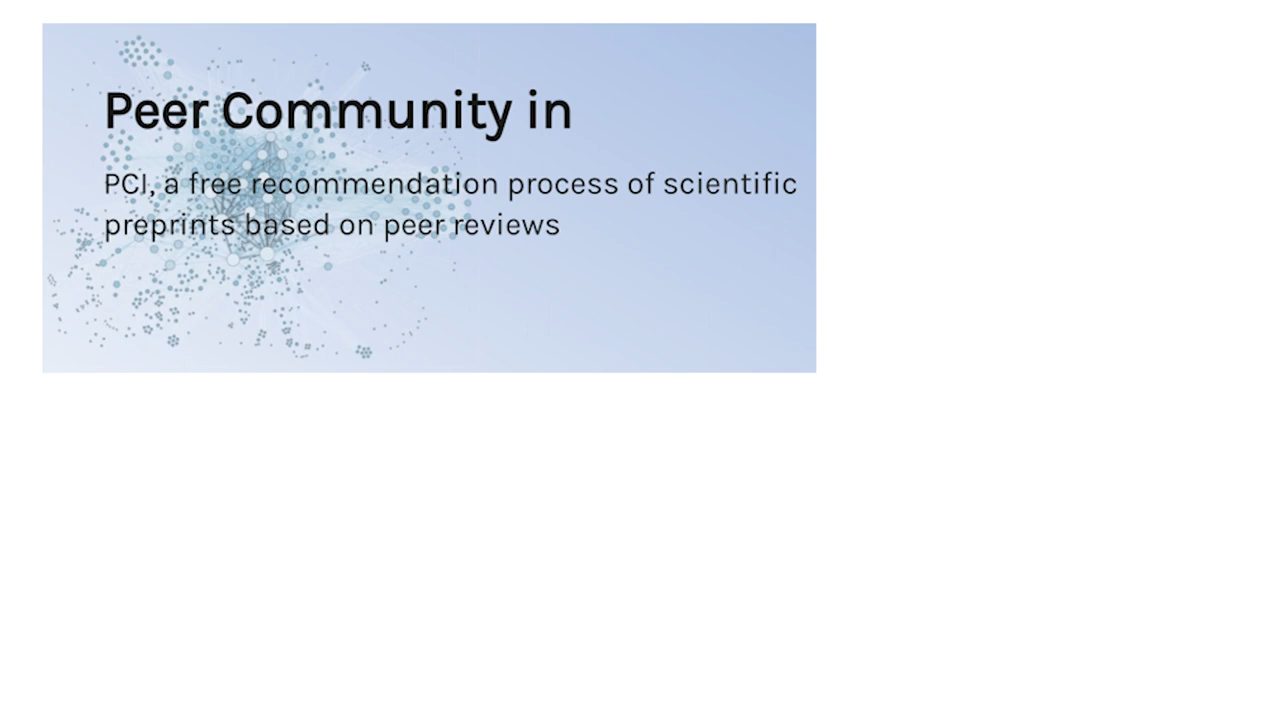 Peer Community in
PCI, a free recommendation process of scientific
preprints based on peer reviews